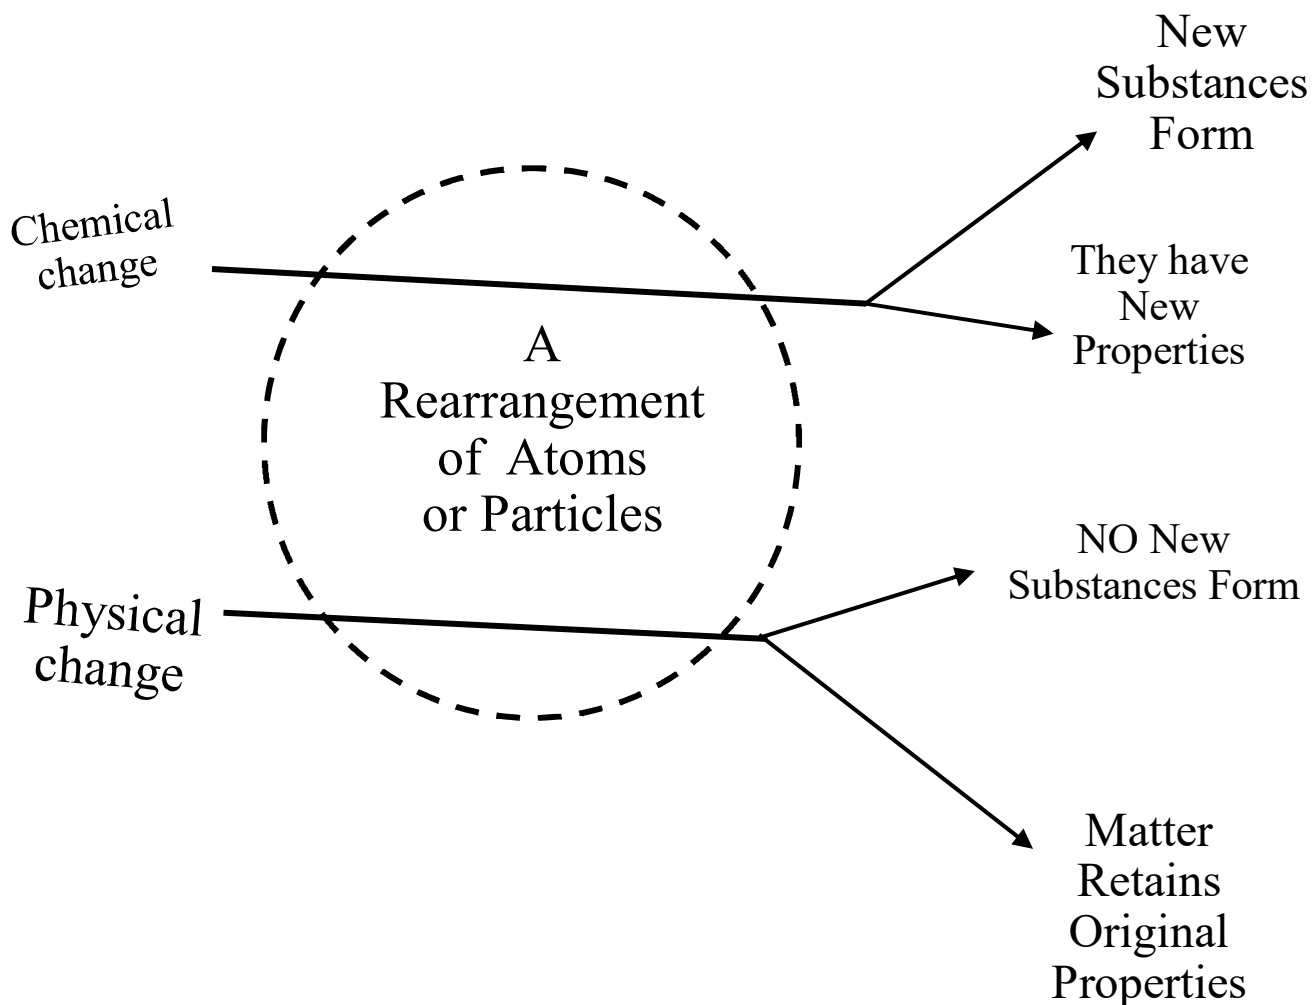 New
Substances
Form
Chemical
change
They have
New
Properties
A
Rearrangement
of Atoms
or Particles
NO New
Substances Form
Physical
change
Matter
Retains
Original
Properties